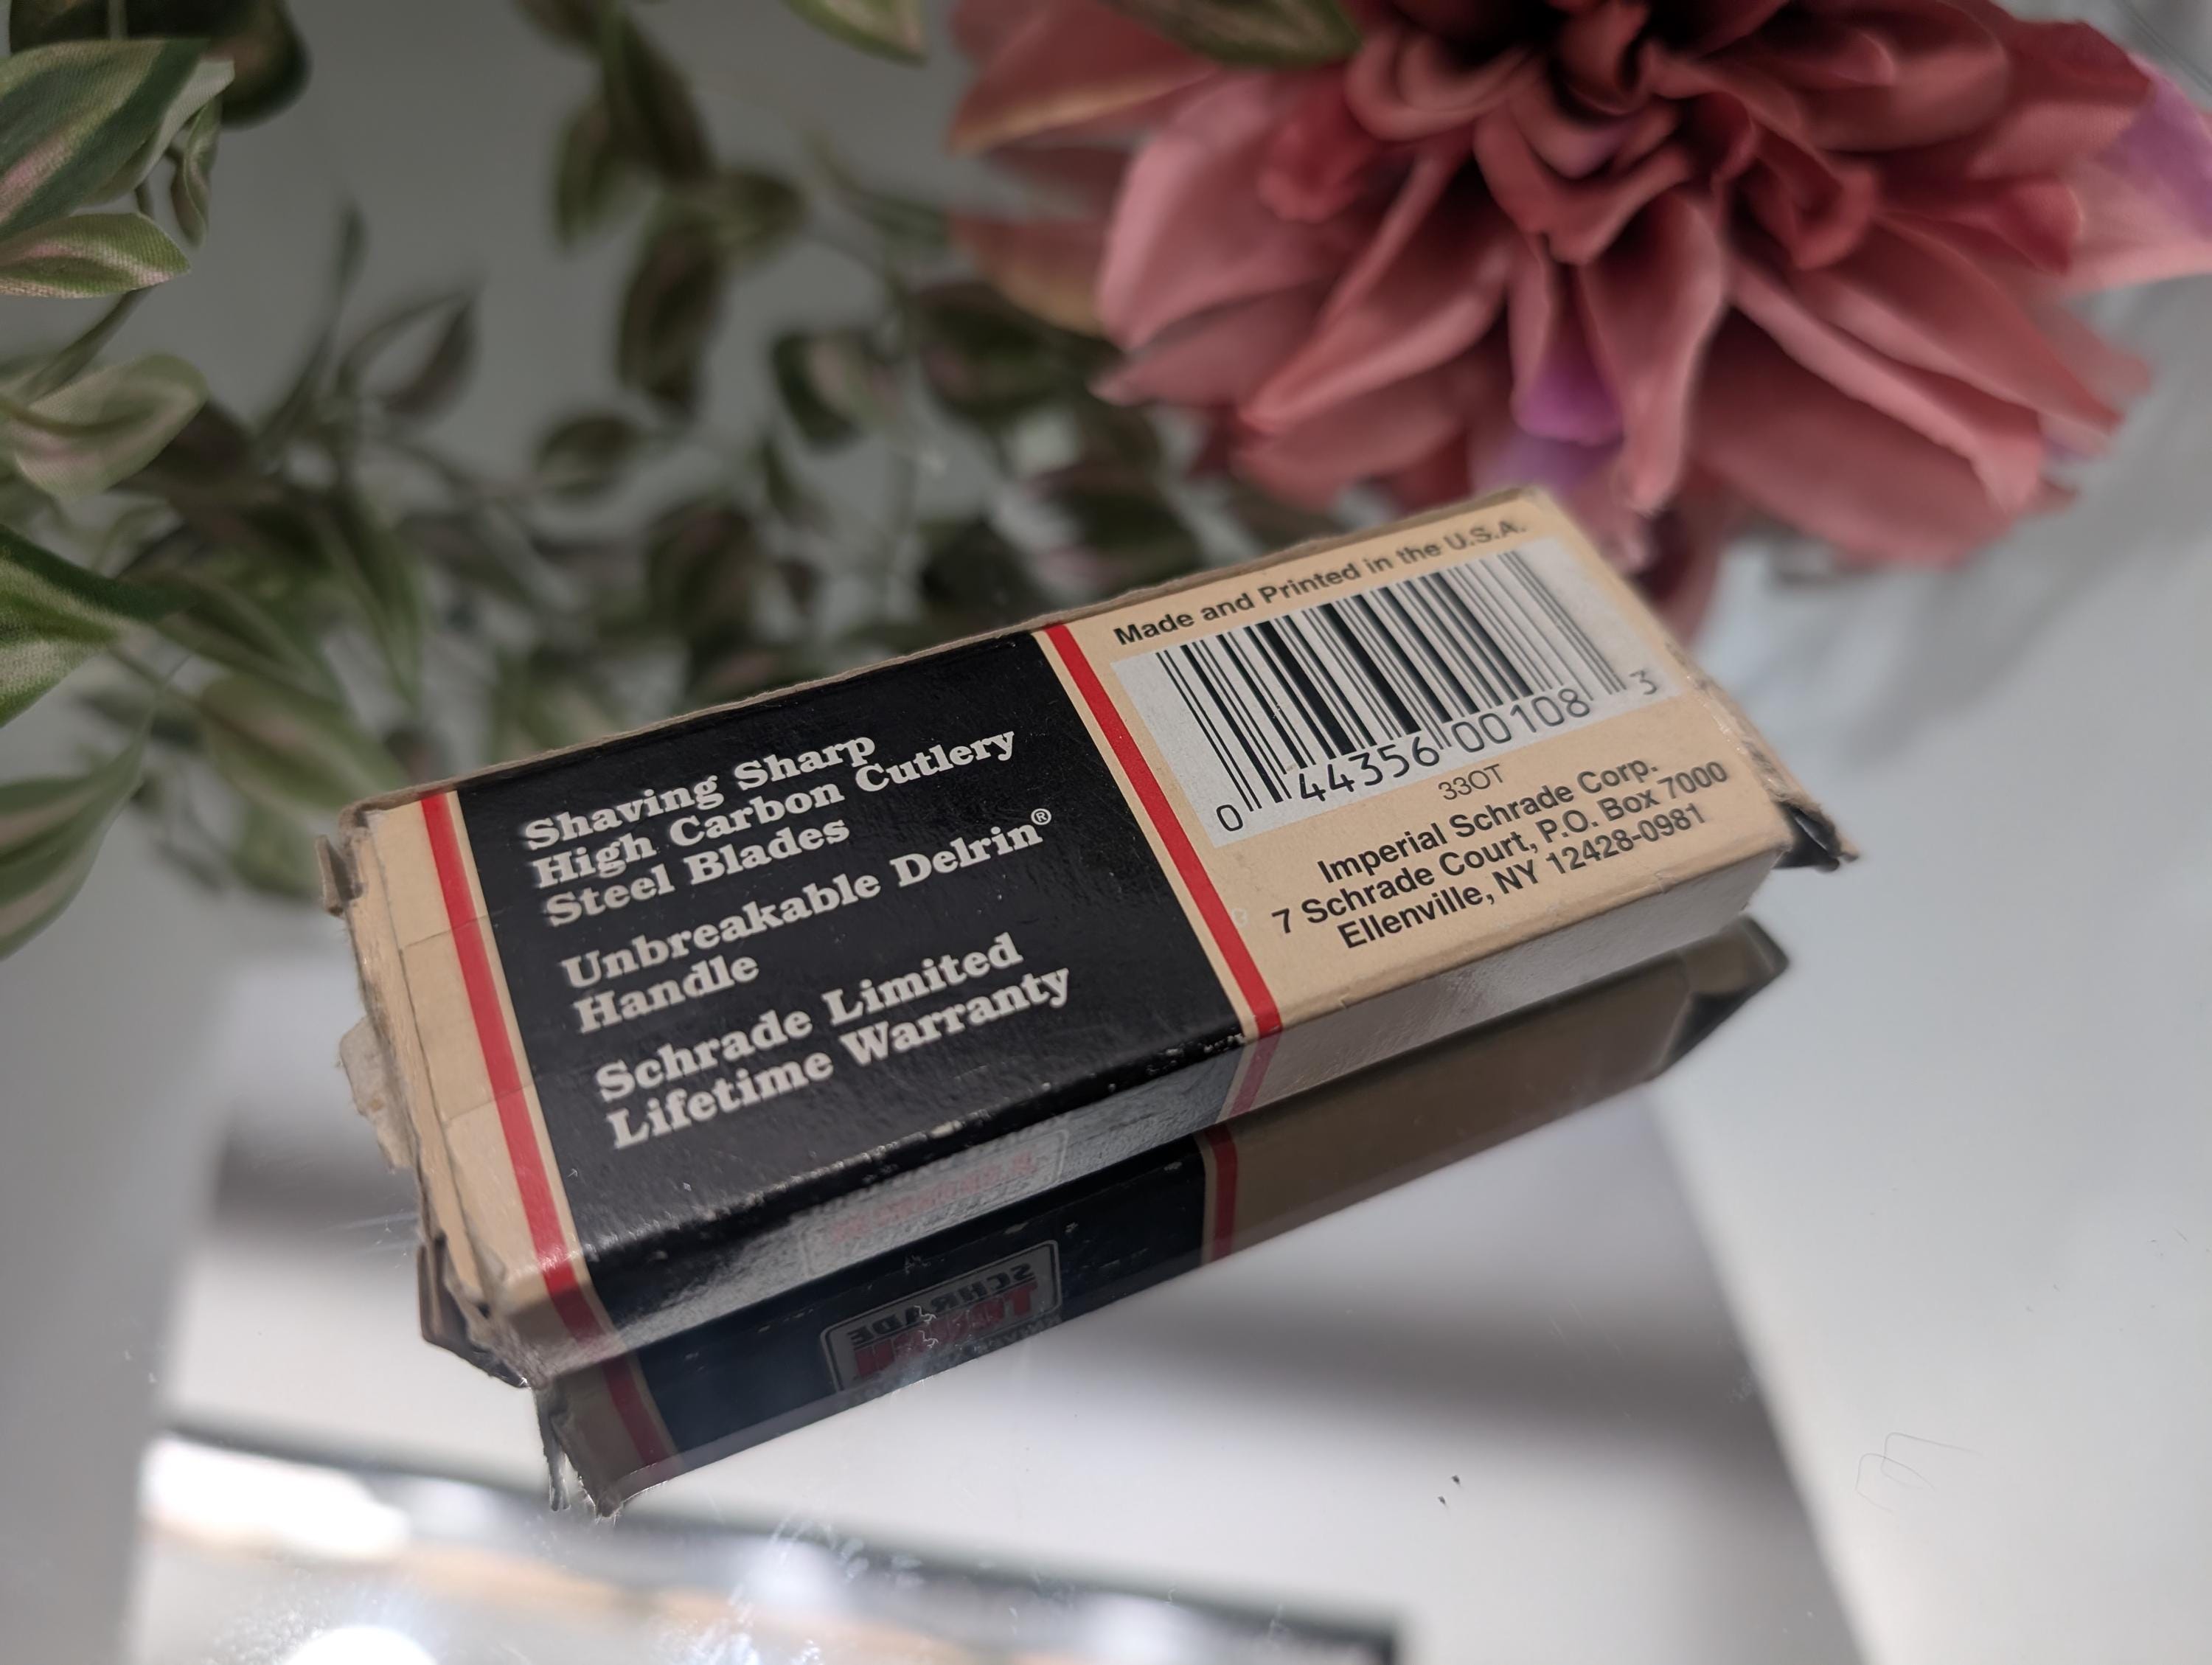 Shaving Sharp
High Carbon Cutlery
Steel Blades
Unbreakable Delrin®
Handle
Schrade Limited
Lifetime Warranty
Made and Printed in the U.S.A.
0 44356 00108 3
33OT
Imperial Schrade Corp.
7 Schrade Court, P.O. Box 7000
Ellenville, NY 12428-0981
SCHRADE